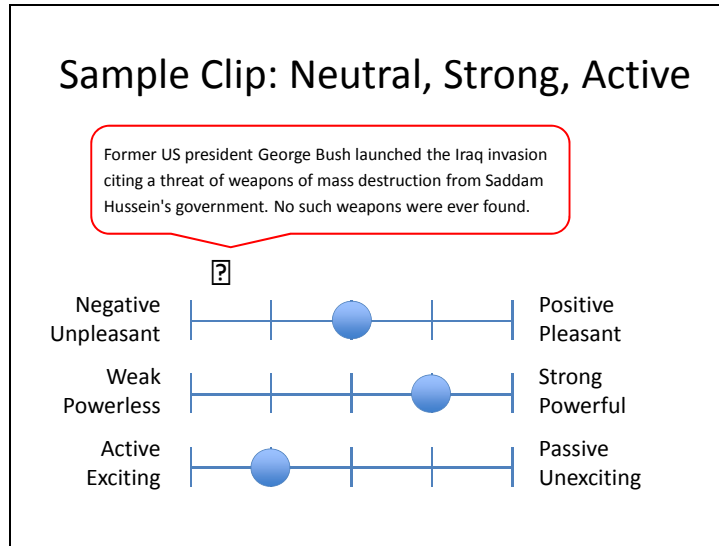 Sample Clip: Neutral, Strong, Active
Former US president George Bush launched the Iraq invasion
citing a threat of weapons of mass destruction from Saddam
Hussein's government. No such weapons were ever found.
?
Negative
Unpleasant
Positive
Pleasant
Weak
Powerless
Strong
Powerful
Active
Exciting
Passive
Unexciting